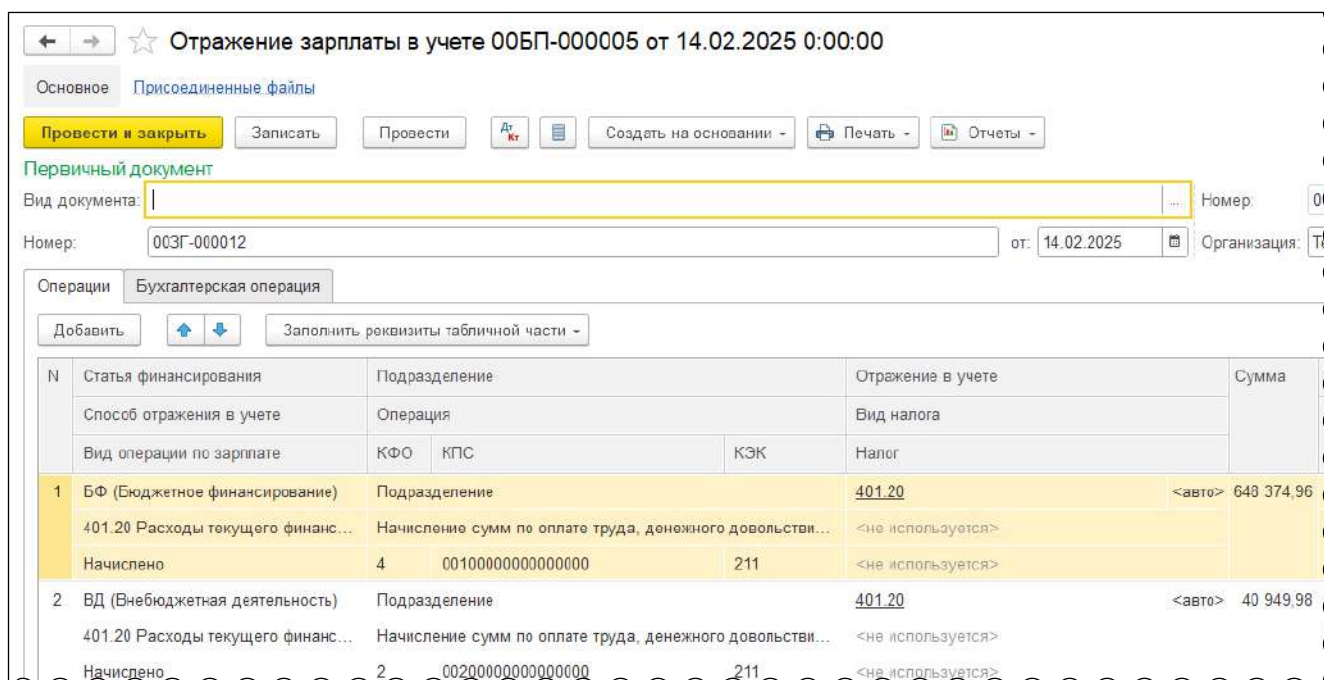 Отражение зарплаты в учете 00БП-000005 от 14.02.2025 0:00:00
Основное Присоединенные файлы
Провести и закрыть Записать Провести Дт Кт Создать на основании Печать Отчеты
Первичный документ
Вид документа: ... Номер:
Номер: 00ЗГ-000012 от: 14.02.2025 Организация:
Операции Бухгалтерская операция
Добавить Заполнить реквизиты табличной части
N Статья финансирования Подразделение Отражение в учете Сумма
Способ отражения в учете Операция Вид налога
Вид операции по зарплате КФО КПС КЭК Налог
1 БФ (Бюджетное финансирование) Подразделение 401.20 <авто> 648 374,96
401.20 Расходы текущего финанс... Начисление сумм по оплате труда, денежного довольстви... <не используется>
Начислено 4 00100000000000000 211 <не используется>
2 ВД (Внебюджетная деятельность) Подразделение 401.20 <авто> 40 949,98
401.20 Расходы текущего финанс... Начисление сумм по оплате труда, денежного довольстви... <не используется>
Начислено 2 00200000000000000 211 <не используется>